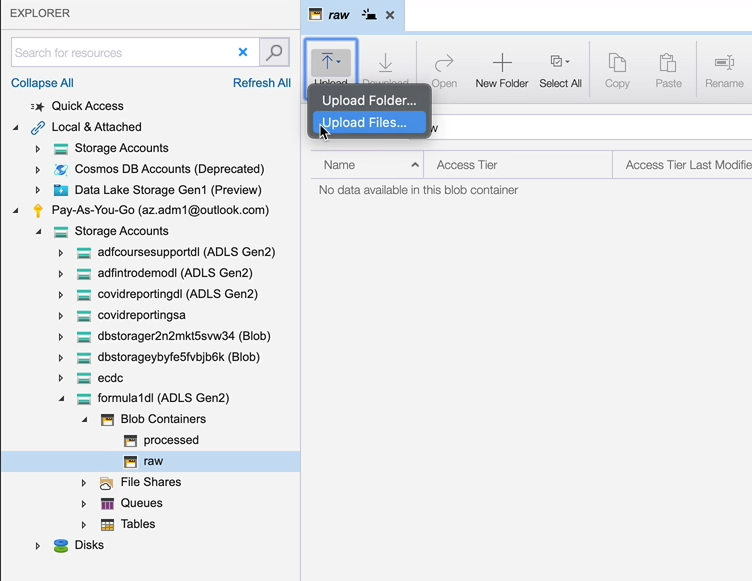 EXPLORER
Search for resources
Collapse All
Refresh All
Quick Access
Local & Attached
Storage Accounts
Cosmos DB Accounts (Deprecated)
Data Lake Storage Gen1 (Preview)
Pay-As-You-Go (az.adm1@outlook.com)
Storage Accounts
adfcoursesupportdl (ADLS Gen2)
adfintrodemodl (ADLS Gen2)
covidreportingdl (ADLS Gen2)
covidreportingsa
dbstorager2n2mkt5svw34 (Blob)
dbstorageybyfe5fvbjb6k (Blob)
ecdc
formula1dl (ADLS Gen2)
Blob Containers
processed
raw
File Shares
Queues
Tables
Disks
raw
Upload
Download
Open
New Folder
Select All
Copy
Paste
Rename
Upload Folder...
Upload Files...
Name
Access Tier
Access Tier Last Modifie
No data available in this blob container